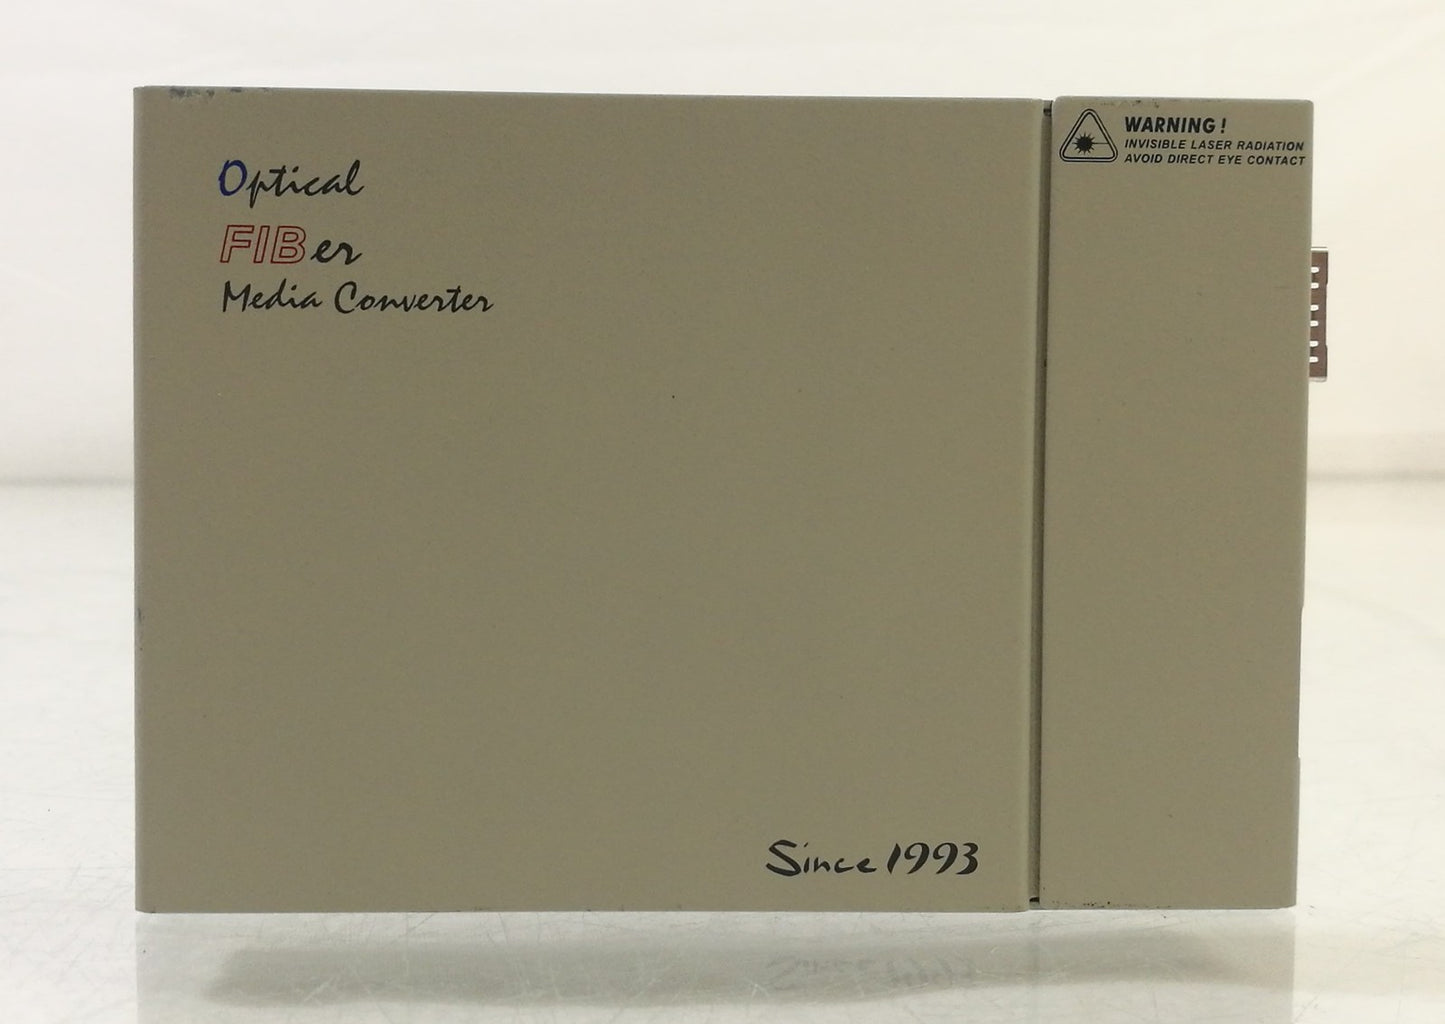 Optical
FIBer
Media Converter
WARNING!
INVISIBLE LASER RADIATION
AVOID DIRECT EYE CONTACT
Since 1993